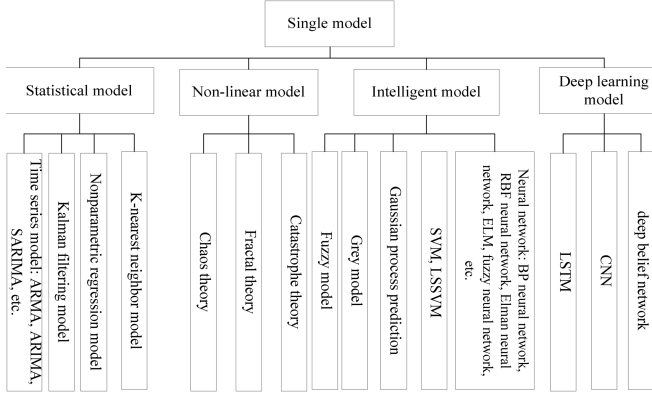 Single model
Statistical model
Non-linear model
Intelligent model
Deep learning
model
Time series model: ARMA, ARIMA,
SARIMA, etc.
Kalman filtering model
Nonparametric regression model
K-nearest neighbor model
Chaos theory
Fractal theory
Catastrophe theory
Fuzzy model
Grey model
Gaussian process prediction
SVM, LSSVM
Neural network: BP neural network,
RBF neural network, Elman neural
network, ELM, fuzzy neural network,
etc.
LSTM
CNN
deep belief network